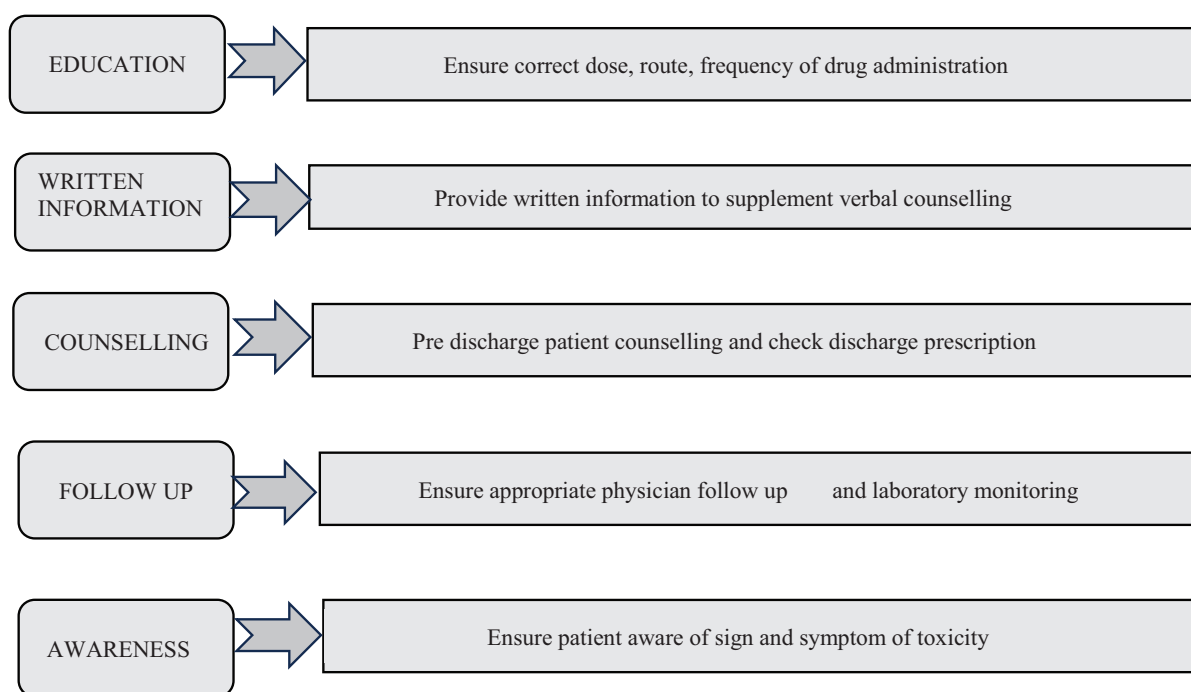 EDUCATION
Ensure correct dose, route, frequency of drug administration
WRITTEN
INFORMATION
Provide written information to supplement verbal counselling
COUNSELLING
Pre discharge patient counselling and check discharge prescription
FOLLOW UP
Ensure appropriate physician follow up and laboratory monitoring
AWARENESS
Ensure patient aware of sign and symptom of toxicity